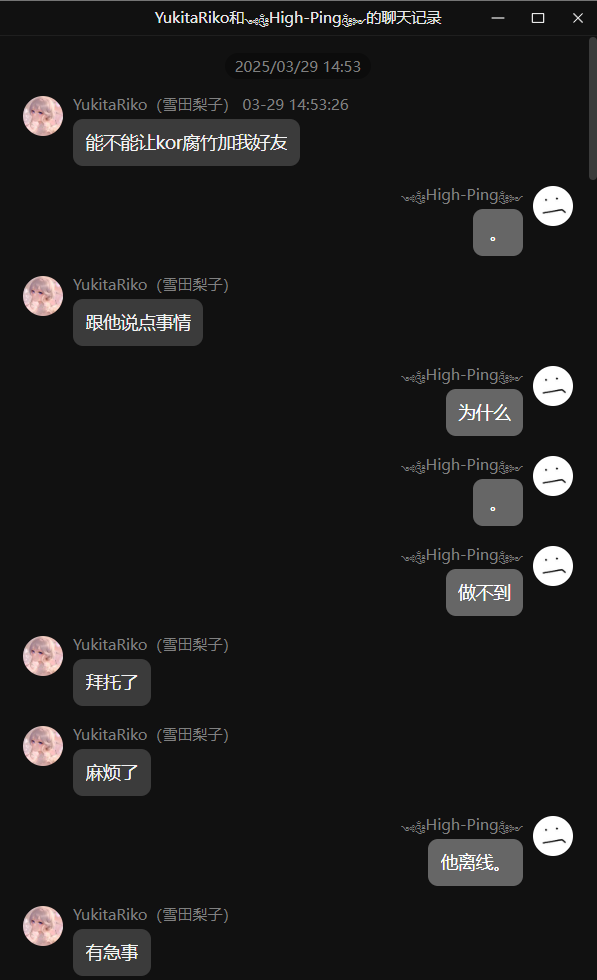 YukitaRiko和༺High-Ping༻的聊天记录
2025/03/29 14:53
YukitaRiko（雪田梨子） 03-29 14:53:26
能不能让kor腐竹加我好友
༺High-Ping༻
。
YukitaRiko（雪田梨子）
跟他说点事情
༺High-Ping༻
为什么
༺High-Ping༻
。
༺High-Ping༻
做不到
YukitaRiko（雪田梨子）
拜托了
YukitaRiko（雪田梨子）
麻烦了
༺High-Ping༻
他离线。
YukitaRiko（雪田梨子）
有急事